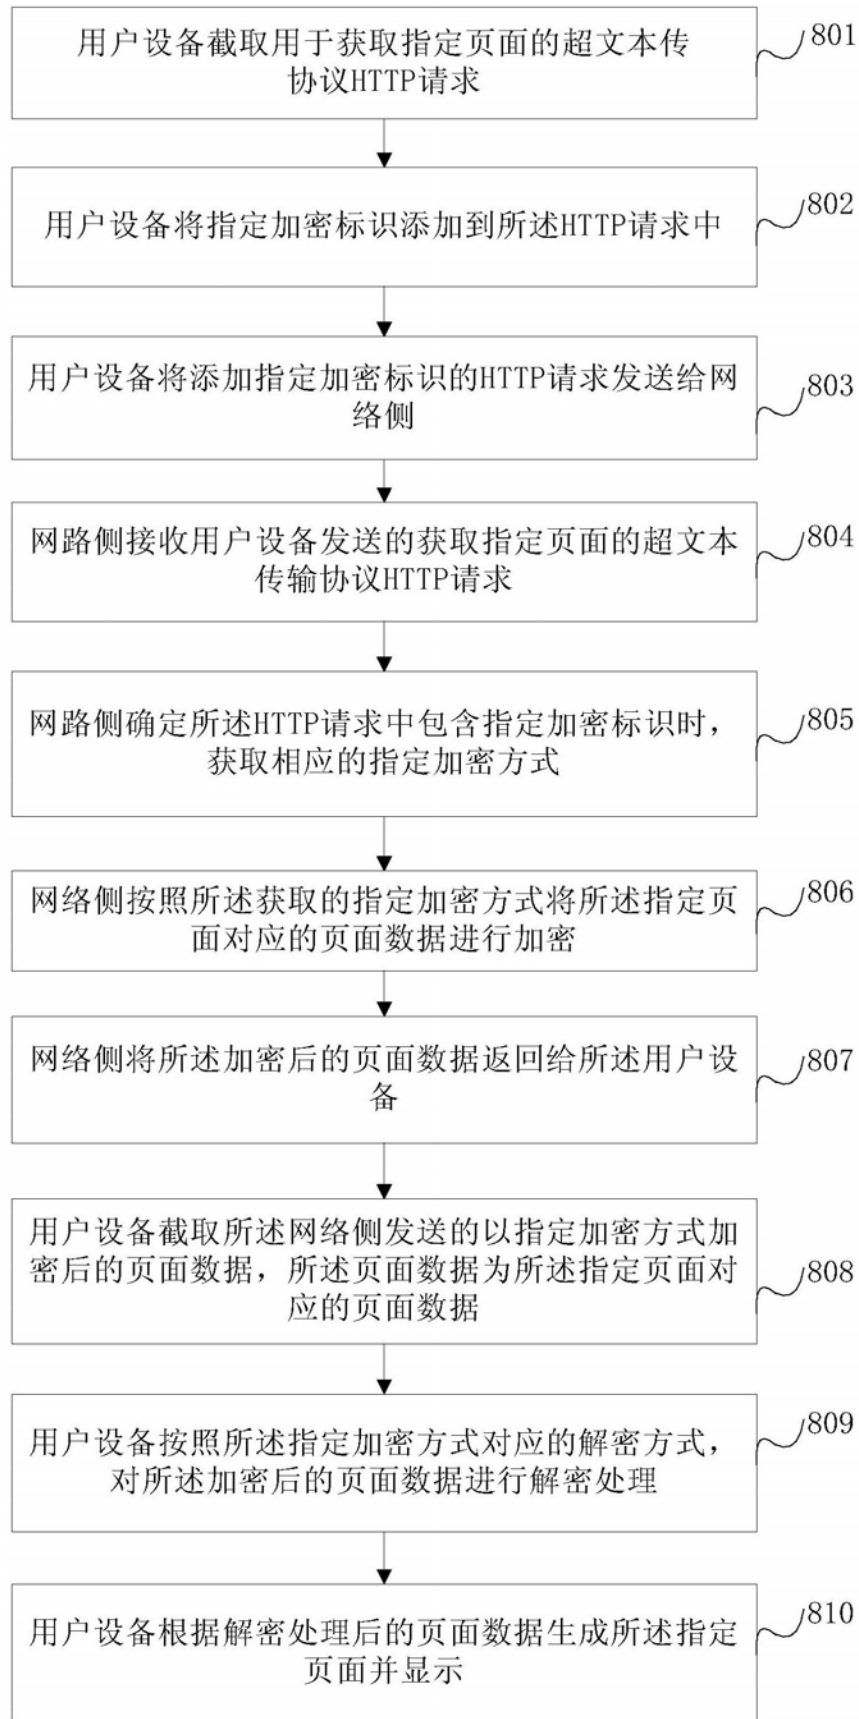 用户设备截取用于获取指定页面的超文本传
协议HTTP请求
801
用户设备将指定加密标识添加到所述HTTP请求中
802
用户设备将添加指定加密标识的HTTP请求发送给网
络侧
803
网路侧接收用户设备发送的获取指定页面的超文本
传输协议HTTP请求
804
网路侧确定所述HTTP请求中包含指定加密标识时，
获取相应的指定加密方式
805
网络侧按照所述获取的指定加密方式将所述指定页
面对应的页面数据进行加密
806
网络侧将所述加密后的页面数据返回给所述用户设
备
807
用户设备截取所述网络侧发送的以指定加密方式加
密后的页面数据，所述页面数据为所述指定页面对
应的页面数据
808
用户设备按照所述指定加密方式对应的解密方式，
对所述加密后的页面数据进行解密处理
809
用户设备根据解密处理后的页面数据生成所述指定
页面并显示
810